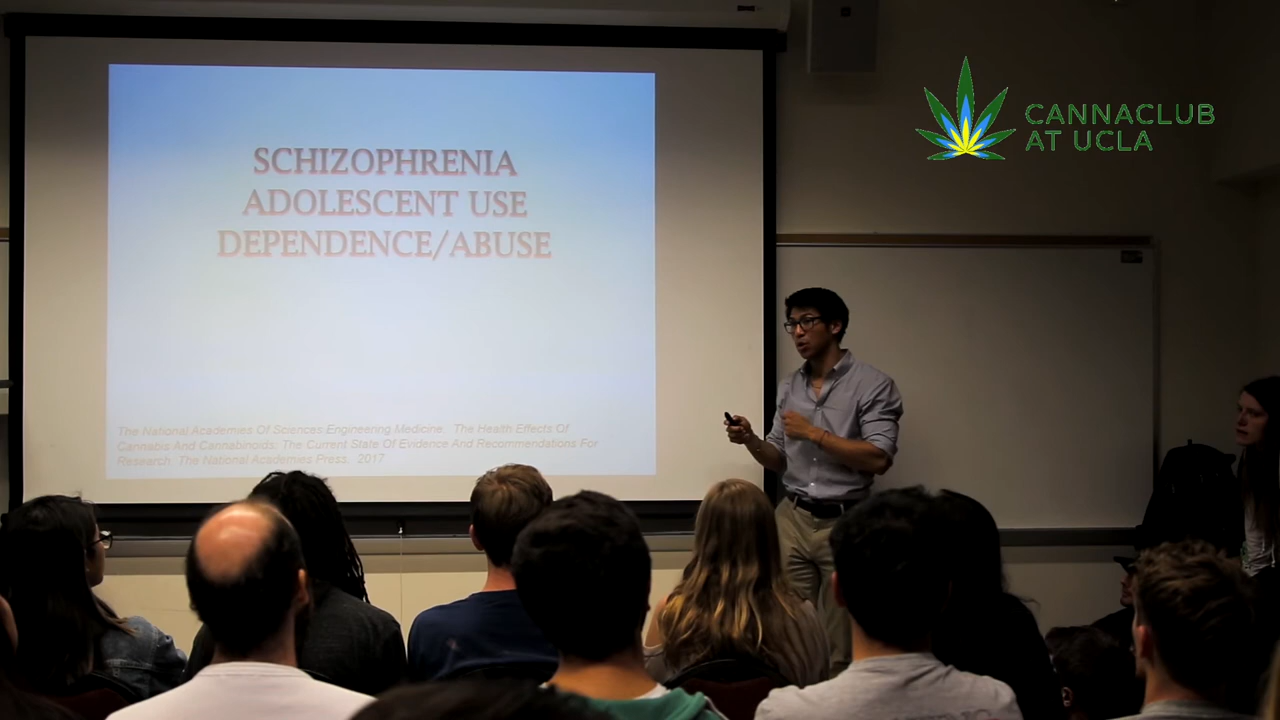 SCHIZOPHRENIA
ADOLESCENT USE
DEPENDENCE/ABUSE
The National Academies Of Sciences Engineering Medicine. The Health Effects Of
Cannabis And Cannabinoids: The Current State Of Evidence And Recommendations For
Research. The National Academies Press. 2017
CANNACLUB
AT UCLA